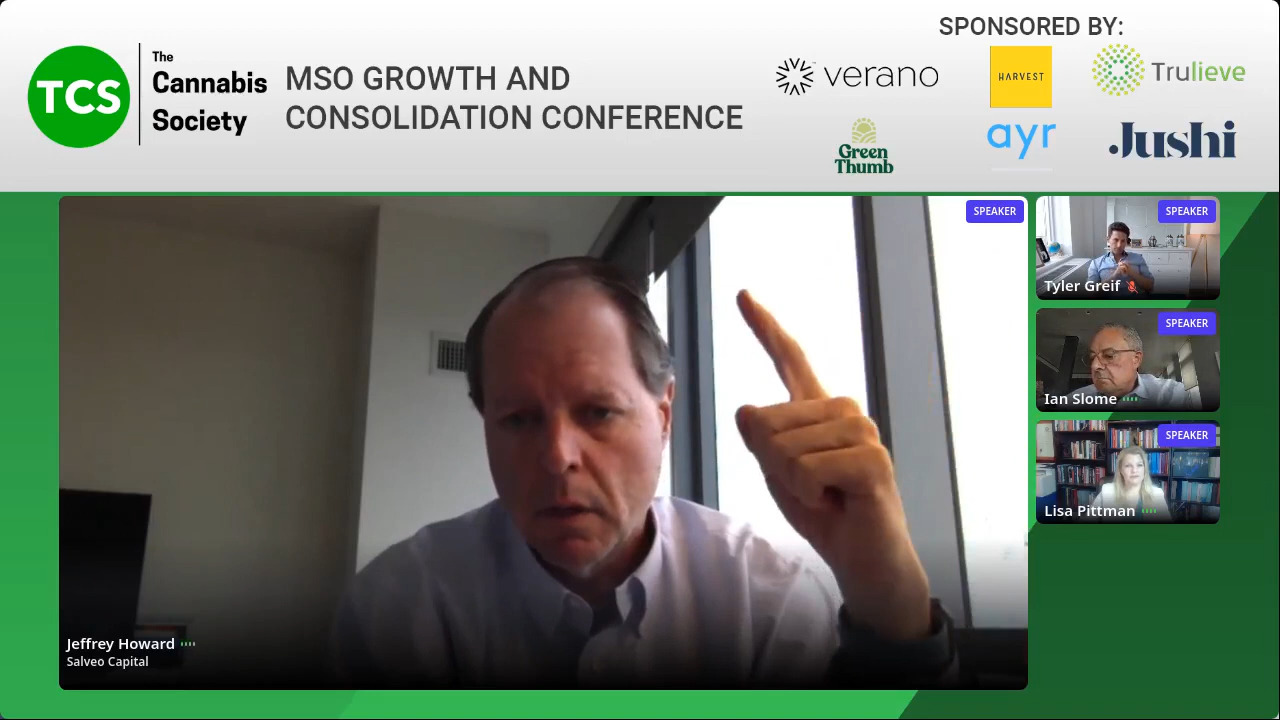 SPONSORED BY:
TCS
The
Cannabis
Society
MSO GROWTH AND
CONSOLIDATION CONFERENCE
verano
HARVEST
Trulieve
Green
Thumb
ayr
Jushi
SPEAKER
Jeffrey Howard
Salveo Capital
SPEAKER
Tyler Greif
SPEAKER
Ian Slome
SPEAKER
Lisa Pittman